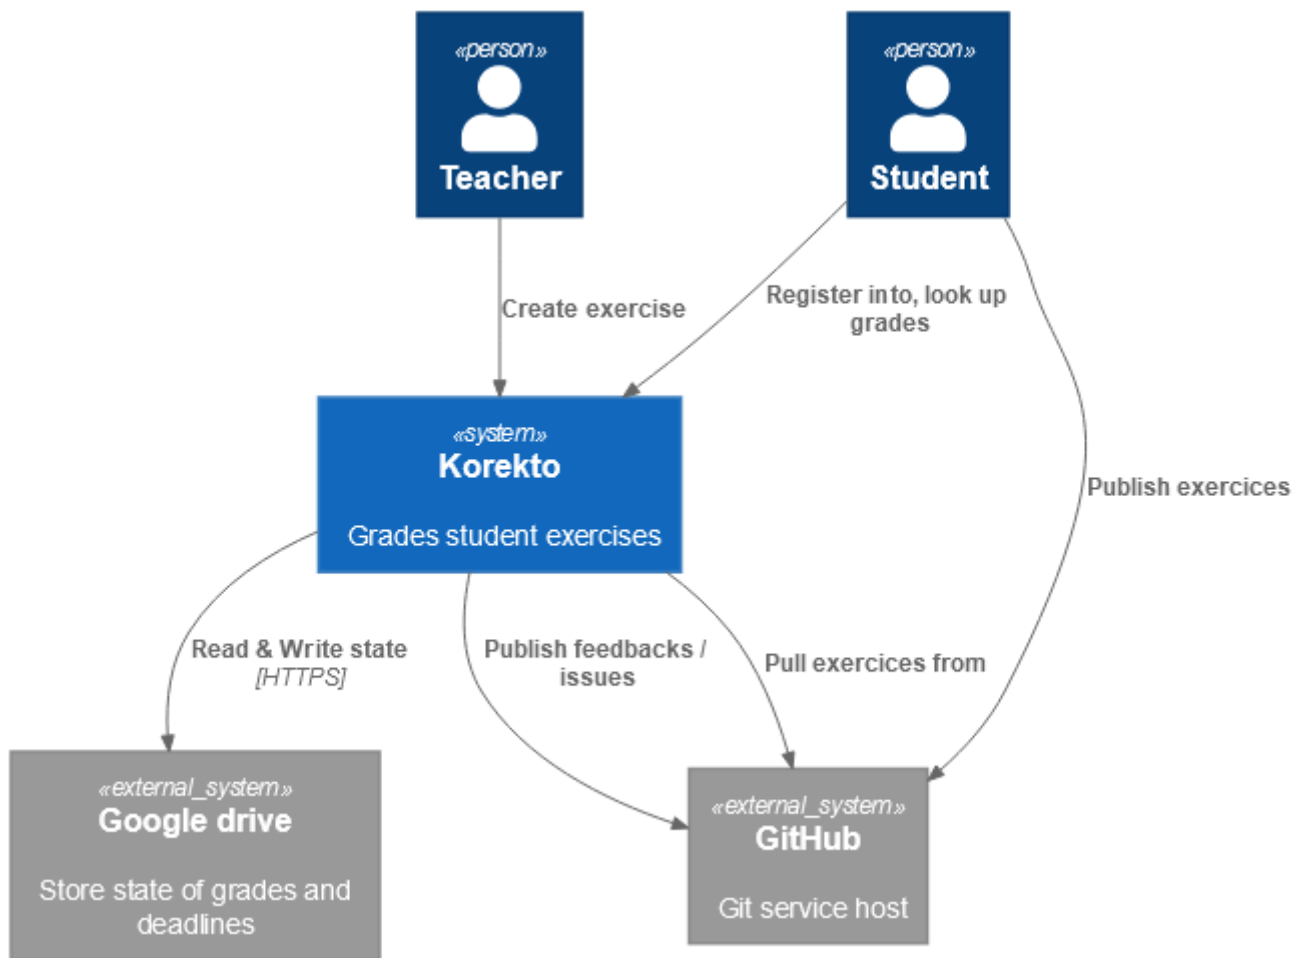 «person»
Teacher
«person»
Student
Create exercise
Register into, look up
grades
«system»
Korekto
Grades student exercises
Publish exercices
Read & Write state
[HTTPS]
Publish feedbacks /
issues
Pull exercices from
«external_system»
Google drive
Store state of grades and
deadlines
«external_system»
GitHub
Git service host